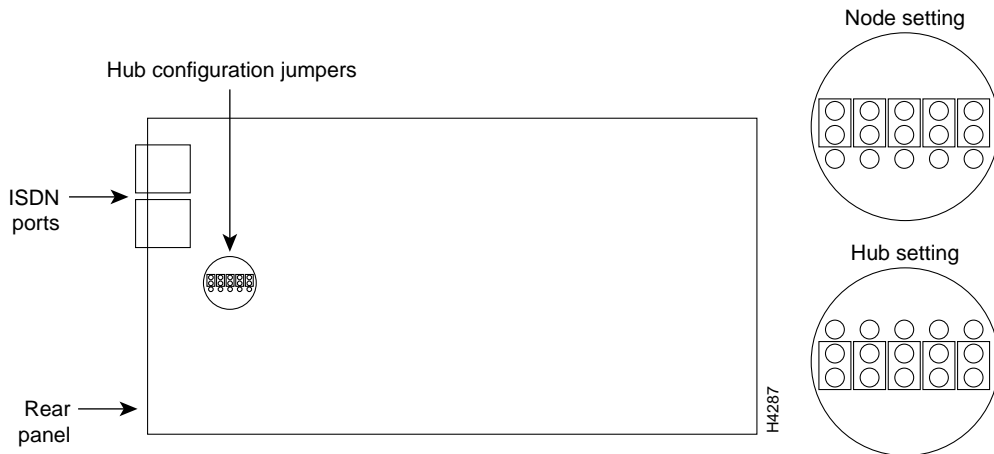 Node setting
Hub configuration jumpers
ISDN
ports
Hub setting
Rear
panel
H4287